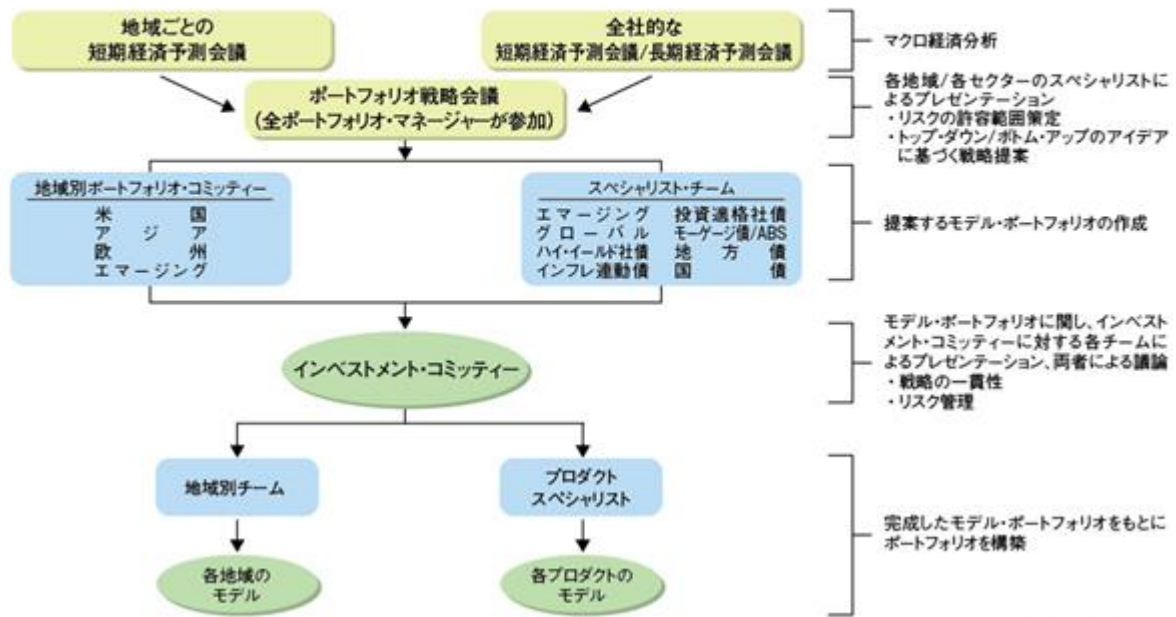 地域ごとの
短期経済予測会議
全社的な
短期経済予測会議/長期経済予測会議
マクロ経済分析
ポートフォリオ戦略会議
(全ポートフォリオ・マネージャーが参加)
各地域/各セクターのスペシャリスト
によるプレゼンテーション
・リスクの許容範囲策定
・トップ・ダウン/ボトム・アップのアイデア
に基づく戦略提案
地域別ポートフォリオ・コミッティー
米国
アジア
欧州
エマージング
スペシャリスト・チーム
エマージング 投資適格社債
グローバル モーゲージ債/ABS
ハイ・イールド社債 地方債
インフレ連動債 国債
提案するモデル・ポートフォリオの作成
インベストメント・コミッティー
モデル・ポートフォリオに関し、インベスト
メント・コミッティーに対する各チーム
によるプレゼンテーション、両者による議論
・戦略の一貫性
・リスク管理
地域別チーム
プロダクト
スペシャリスト
完成したモデル・ポートフォリオをもとに
ポートフォリオを構築
各地域の
モデル
各プロダクトの
モデル